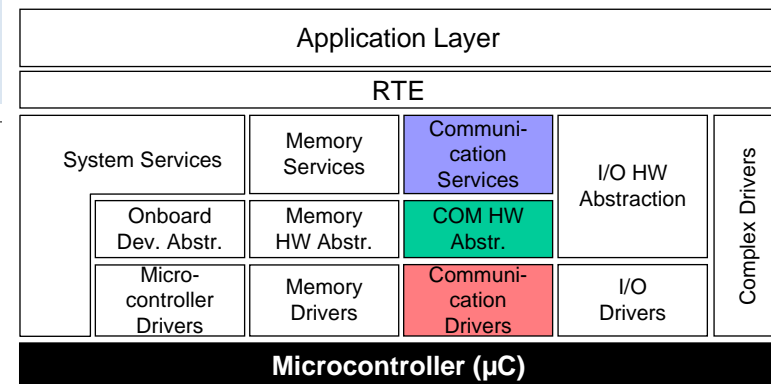 Application Layer
RTE
System Services
Memory
Services
Communi-
cation
Services
I/O HW
Abstraction
Complex Drivers
Onboard
Dev. Abstr.
Memory
HW Abstr.
COM HW
Abstr.
Micro-
controller
Drivers
Memory
Drivers
Communi-
cation
Drivers
I/O
Drivers
Microcontroller (µC)